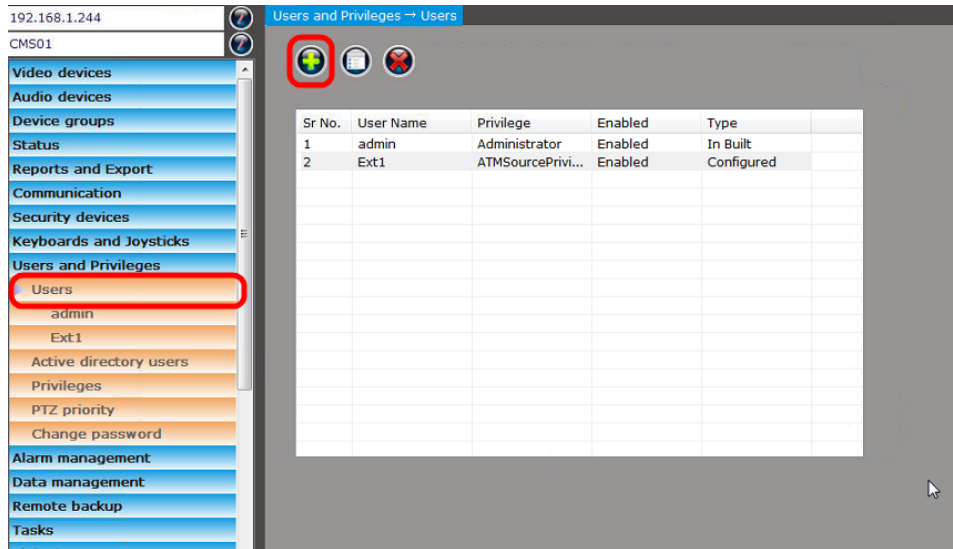 192.168.1.244
CMS01
Video devices
Audio devices
Device groups
Status
Reports and Export
Communication
Security devices
Keyboards and Joysticks
Users and Privileges
Users
admin
Ext1
Active directory users
Privileges
PTZ priority
Change password
Alarm management
Data management
Remote backup
Tasks
Users and Privileges → Users
Sr No. User Name Privilege Enabled Type
1 admin Administrator Enabled In Built
2 Ext1 ATMSourcePrivi... Enabled Configured